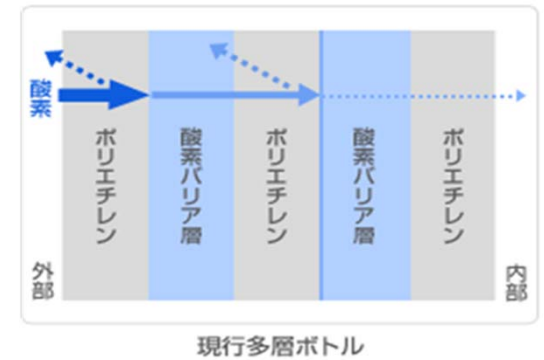 酸素
ポリエチレン
酸素バリア層
ポリエチレン
酸素バリア層
ポリエチレン
外部
内部
現行多層ボトル